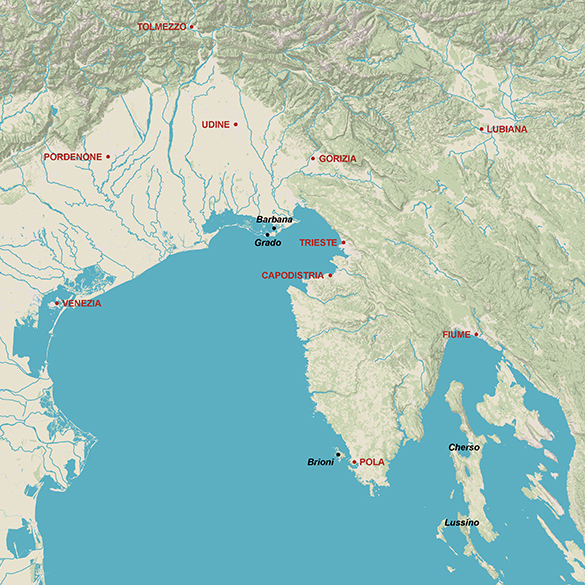 TOLMEZZO
UDINE
LUBIANA
PORDENONE
GORIZIA
Barbana
Grado
TRIESTE
CAPODISTRIA
VENEZIA
FIUME
Cherso
Brioni
POLA
Lussino